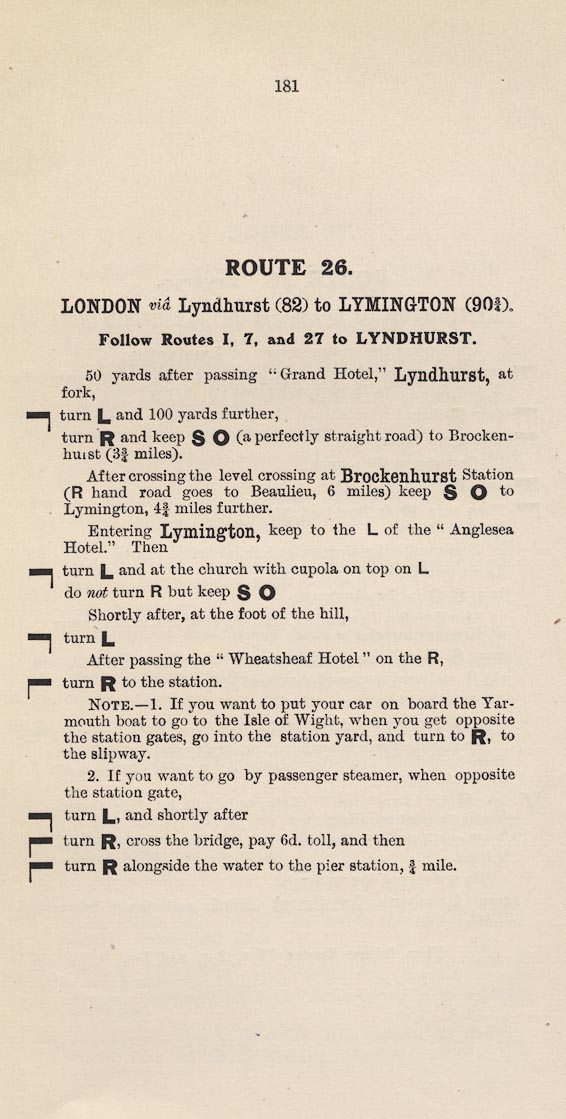 181
ROUTE 26.
LONDON viâ Lyndhurst (82) to LYMINGTON (90¾).
Follow Routes I, 7, and 27 to LYNDHURST.
50 yards after passing "Grand Hotel," Lyndhurst, at
fork,
turn L and 100 yards further,
turn R and keep S O (a perfectly straight road) to Brocken-
hurst (3¾ miles).
After crossing the level crossing at Brockenhurst Station
(R hand road goes to Beaulieu, 6 miles) keep S O to
Lymington, 4¾ miles further.
Entering Lymington, keep to the L of the "Anglesea
Hotel." Then
turn L and at the church with cupola on top on L
do not turn R but keep S O
Shortly after, at the foot of the hill,
turn L
After passing the "Wheatsheaf Hotel" on the R,
turn R to the station.
NOTE.—1. If you want to put your car on board the Yar-
mouth boat to go to the Isle of Wight, when you get opposite
the station gates, go into the station yard, and turn to R, to
the slipway.
2. If you want to go by passenger steamer, when opposite
the station gate,
turn L, and shortly after
turn R, cross the bridge, pay 6d. toll, and then
turn R alongside the water to the pier station, ¾ mile.